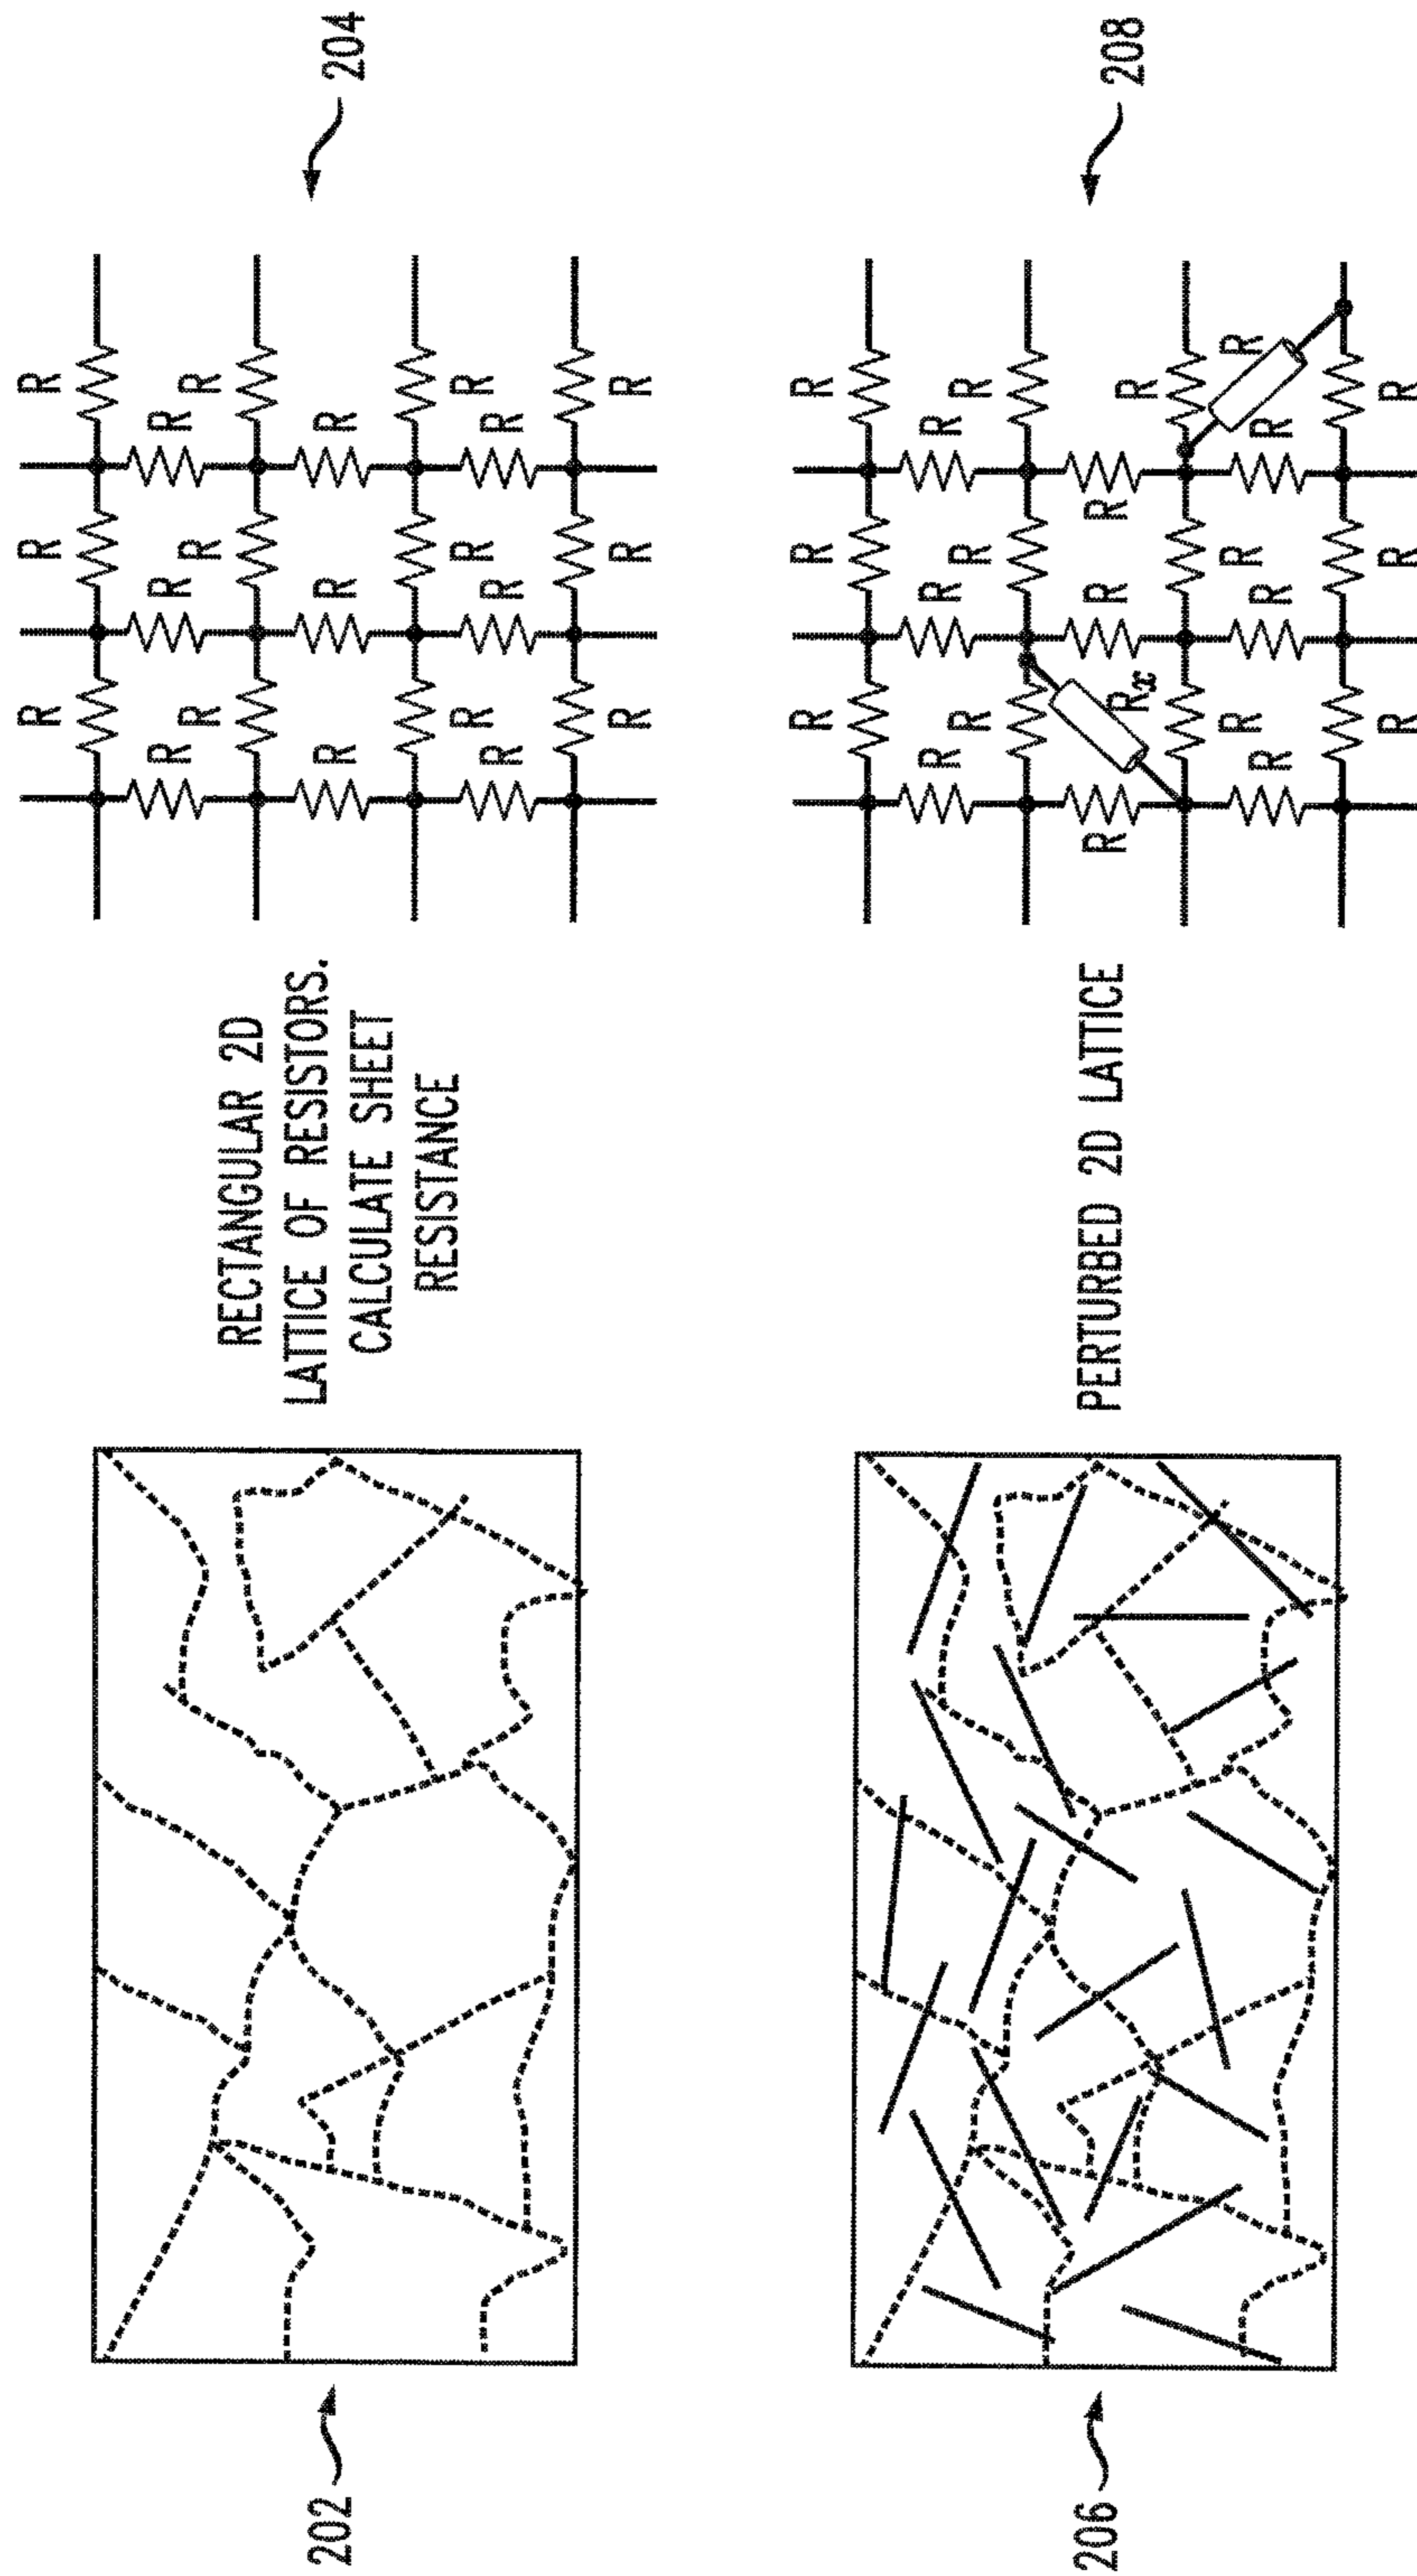 202
RECTANGULAR 2D
LATTICE OF RESISTORS.
CALCULATE SHEET
RESISTANCE
204
R R R
R R R
R R R
R R R
R R R
R R R
R R R
206
PERTURBED 2D LATTICE
208
R R R
R R R
R R R
R Rx R R R
R R R
R R R
R R R